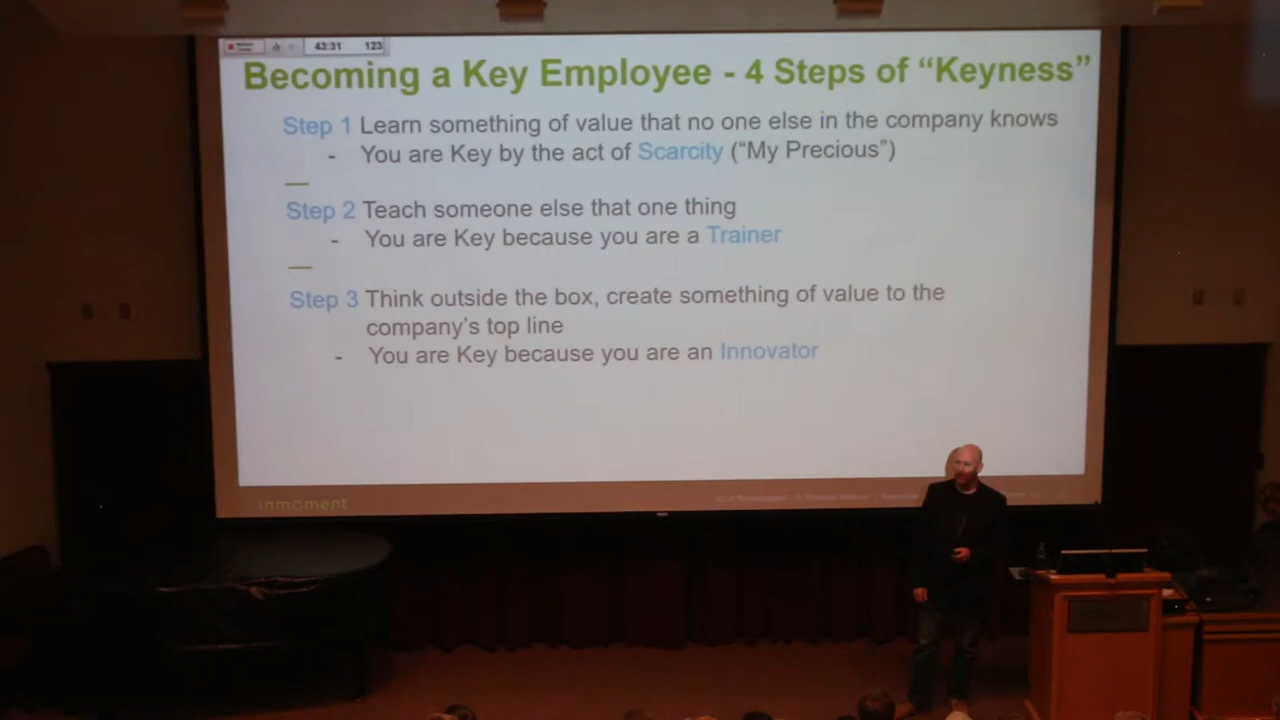 43:31 123
Becoming a Key Employee - 4 Steps of “Keyness”
Step 1 Learn something of value that no one else in the company knows
- You are Key by the act of Scarcity (“My Precious”)
Step 2 Teach someone else that one thing
- You are Key because you are a Trainer
Step 3 Think outside the box, create something of value to the
company’s top line
- You are Key because you are an Innovator
inmoment